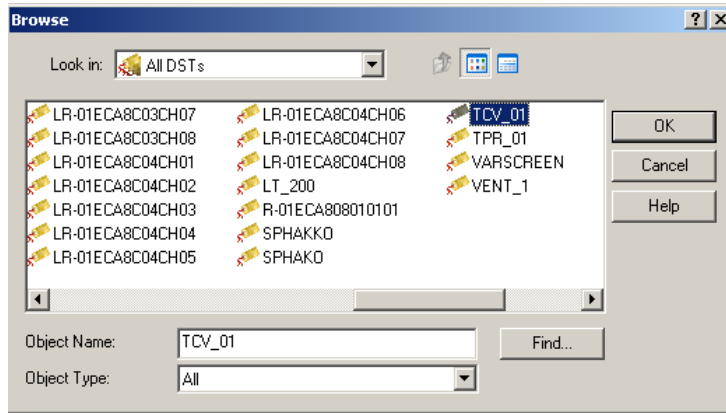 Browse
Look in: All DSTs
LR-01ECA8C03CH07 LR-01ECA8C04CH06 TCV_01
LR-01ECA8C03CH08 LR-01ECA8C04CH07 TPR_01
LR-01ECA8C04CH01 LR-01ECA8C04CH08 VARSCREEN
LR-01ECA8C04CH02 LT_200 VENT_1
LR-01ECA8C04CH03 R-01ECA808010101
LR-01ECA8C04CH04 SPHAKKO
LR-01ECA8C04CH05 SPHAKO
OK
Cancel
Help
Object Name: TCV_01 Find...
Object Type: All